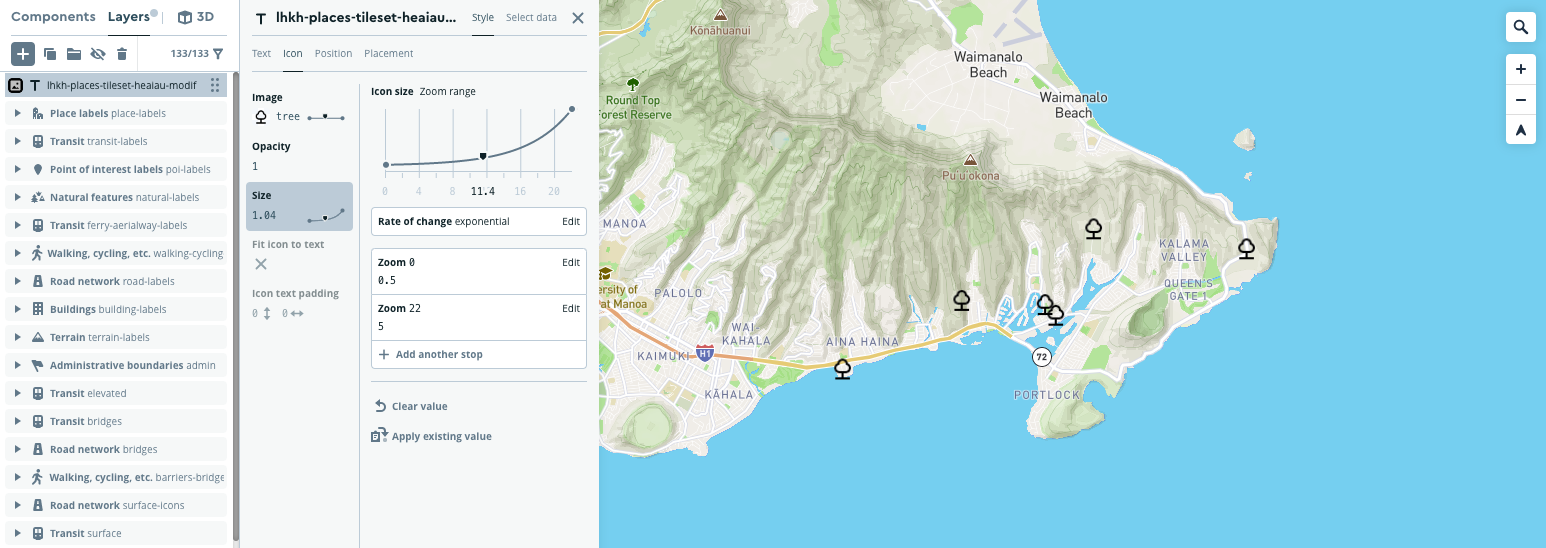 Components
Layers
3D
133/133
lhkh-places-tileset-heaiau-modif
Place labels place-labels
Transit transit-labels
Point of interest labels poi-labels
Natural features natural-labels
Transit ferry-aerialway-labels
Walking, cycling, etc. walking-cycling
Road network road-labels
Buildings building-labels
Terrain terrain-labels
Administrative boundaries admin
Transit elevated
Transit bridges
Road network bridges
Walking, cycling, etc. barriers-bridge
Road network surface-icons
Transit surface
T lhkh-places-tileset-heaiau...
Style
Select data
Text
Icon
Position
Placement
Image
tree
Opacity
1
Size
1.04
Fit icon to text
Icon text padding
0 0
Icon size Zoom range
0 4 8 11.4 16 20
Rate of change exponential Edit
Zoom 0 Edit
0.5
Zoom 22 Edit
5
Add another stop
Clear value
Apply existing value
Kōnāhuanui
Round Top
Forest Reserve
Waimanalo
Beach
Waimanalo
Beach
Puʻuʻokona
MANOA
ersity of
at Manoa
PALOLO
KALAMA
VALLEY
QUEEN'S
GATE 1
WAI-
KAHALA
AINA HAINA
KAIMUKI
H1
72
KĀHALA
PORTLOCK